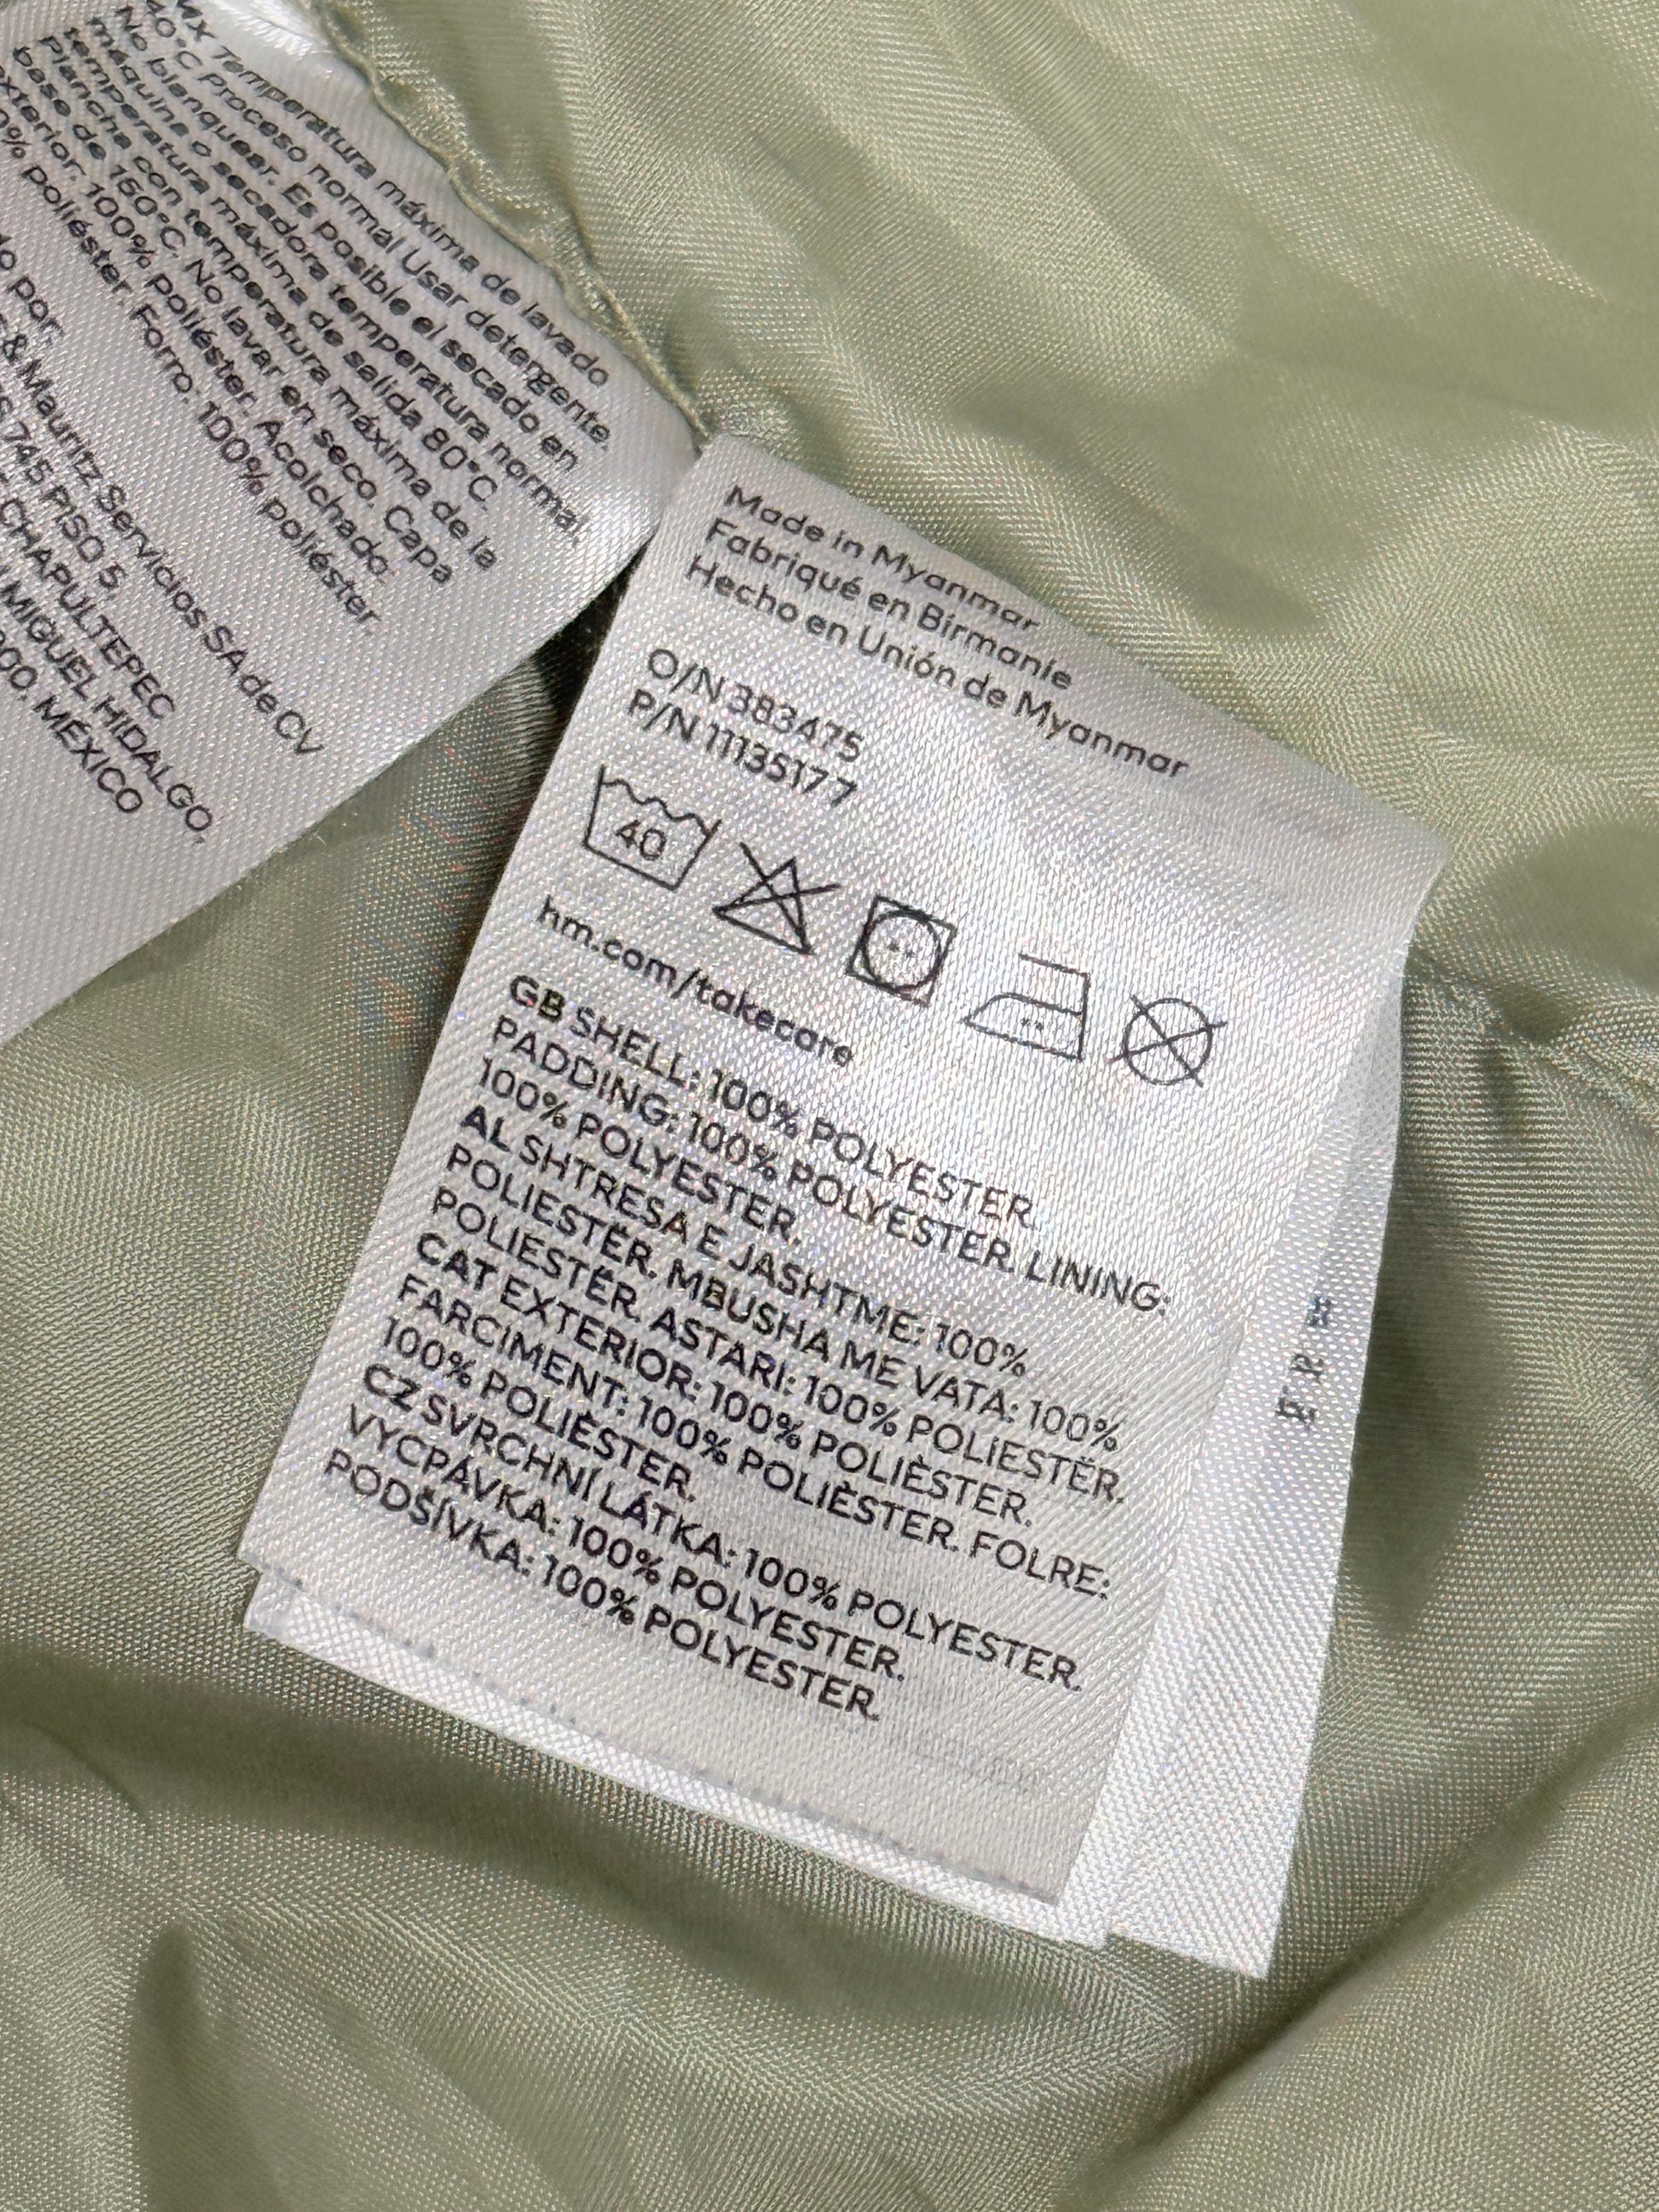 MX Temperatura máxima de lavado
40°C Proceso normal Usar detergente.
No blanquear. Es posible el secado en
máquina o secadora temperatura normal,
temperatura máxima de salida 80°C.
Plancha con temperatura máxima de la
base de 150°C. No lavar en seco. Capa
exterior: 100% poliéster. Acolchado:
poliéster. Forro: 100% poliéster.
por:
& Mauritz Servicios SA de CV
745 PISO 5,
CHAPULTEPEC
MIGUEL HIDALGO,
MÉXICO
Made in Myanmar
Fabriqué en Birmanie
Hecho en Unión de Myanmar
O/N 383475
P/N 1113517 7
40
hm.com/takecare
GB SHELL: 100% POLYESTER.
PADDING: 100% POLYESTER. LINING:
100% POLYESTER.
AL SHTRESA E JASHTME: 100%
POLIESTËR. MBUSHA ME VATA: 100%
POLIESTËR. ASTARI: 100% POLIESTËR.
CAT EXTERIOR: 100% POLIÈSTER.
FARCIMENT: 100% POLIÈSTER. FOLRE:
100% POLIÈSTER.
CZ SVRCHNÍ LÁTKA: 100% POLYESTER.
VYCPÁVKA: 100% POLYESTER.
PODŠÍVKA: 100% POLYESTER.